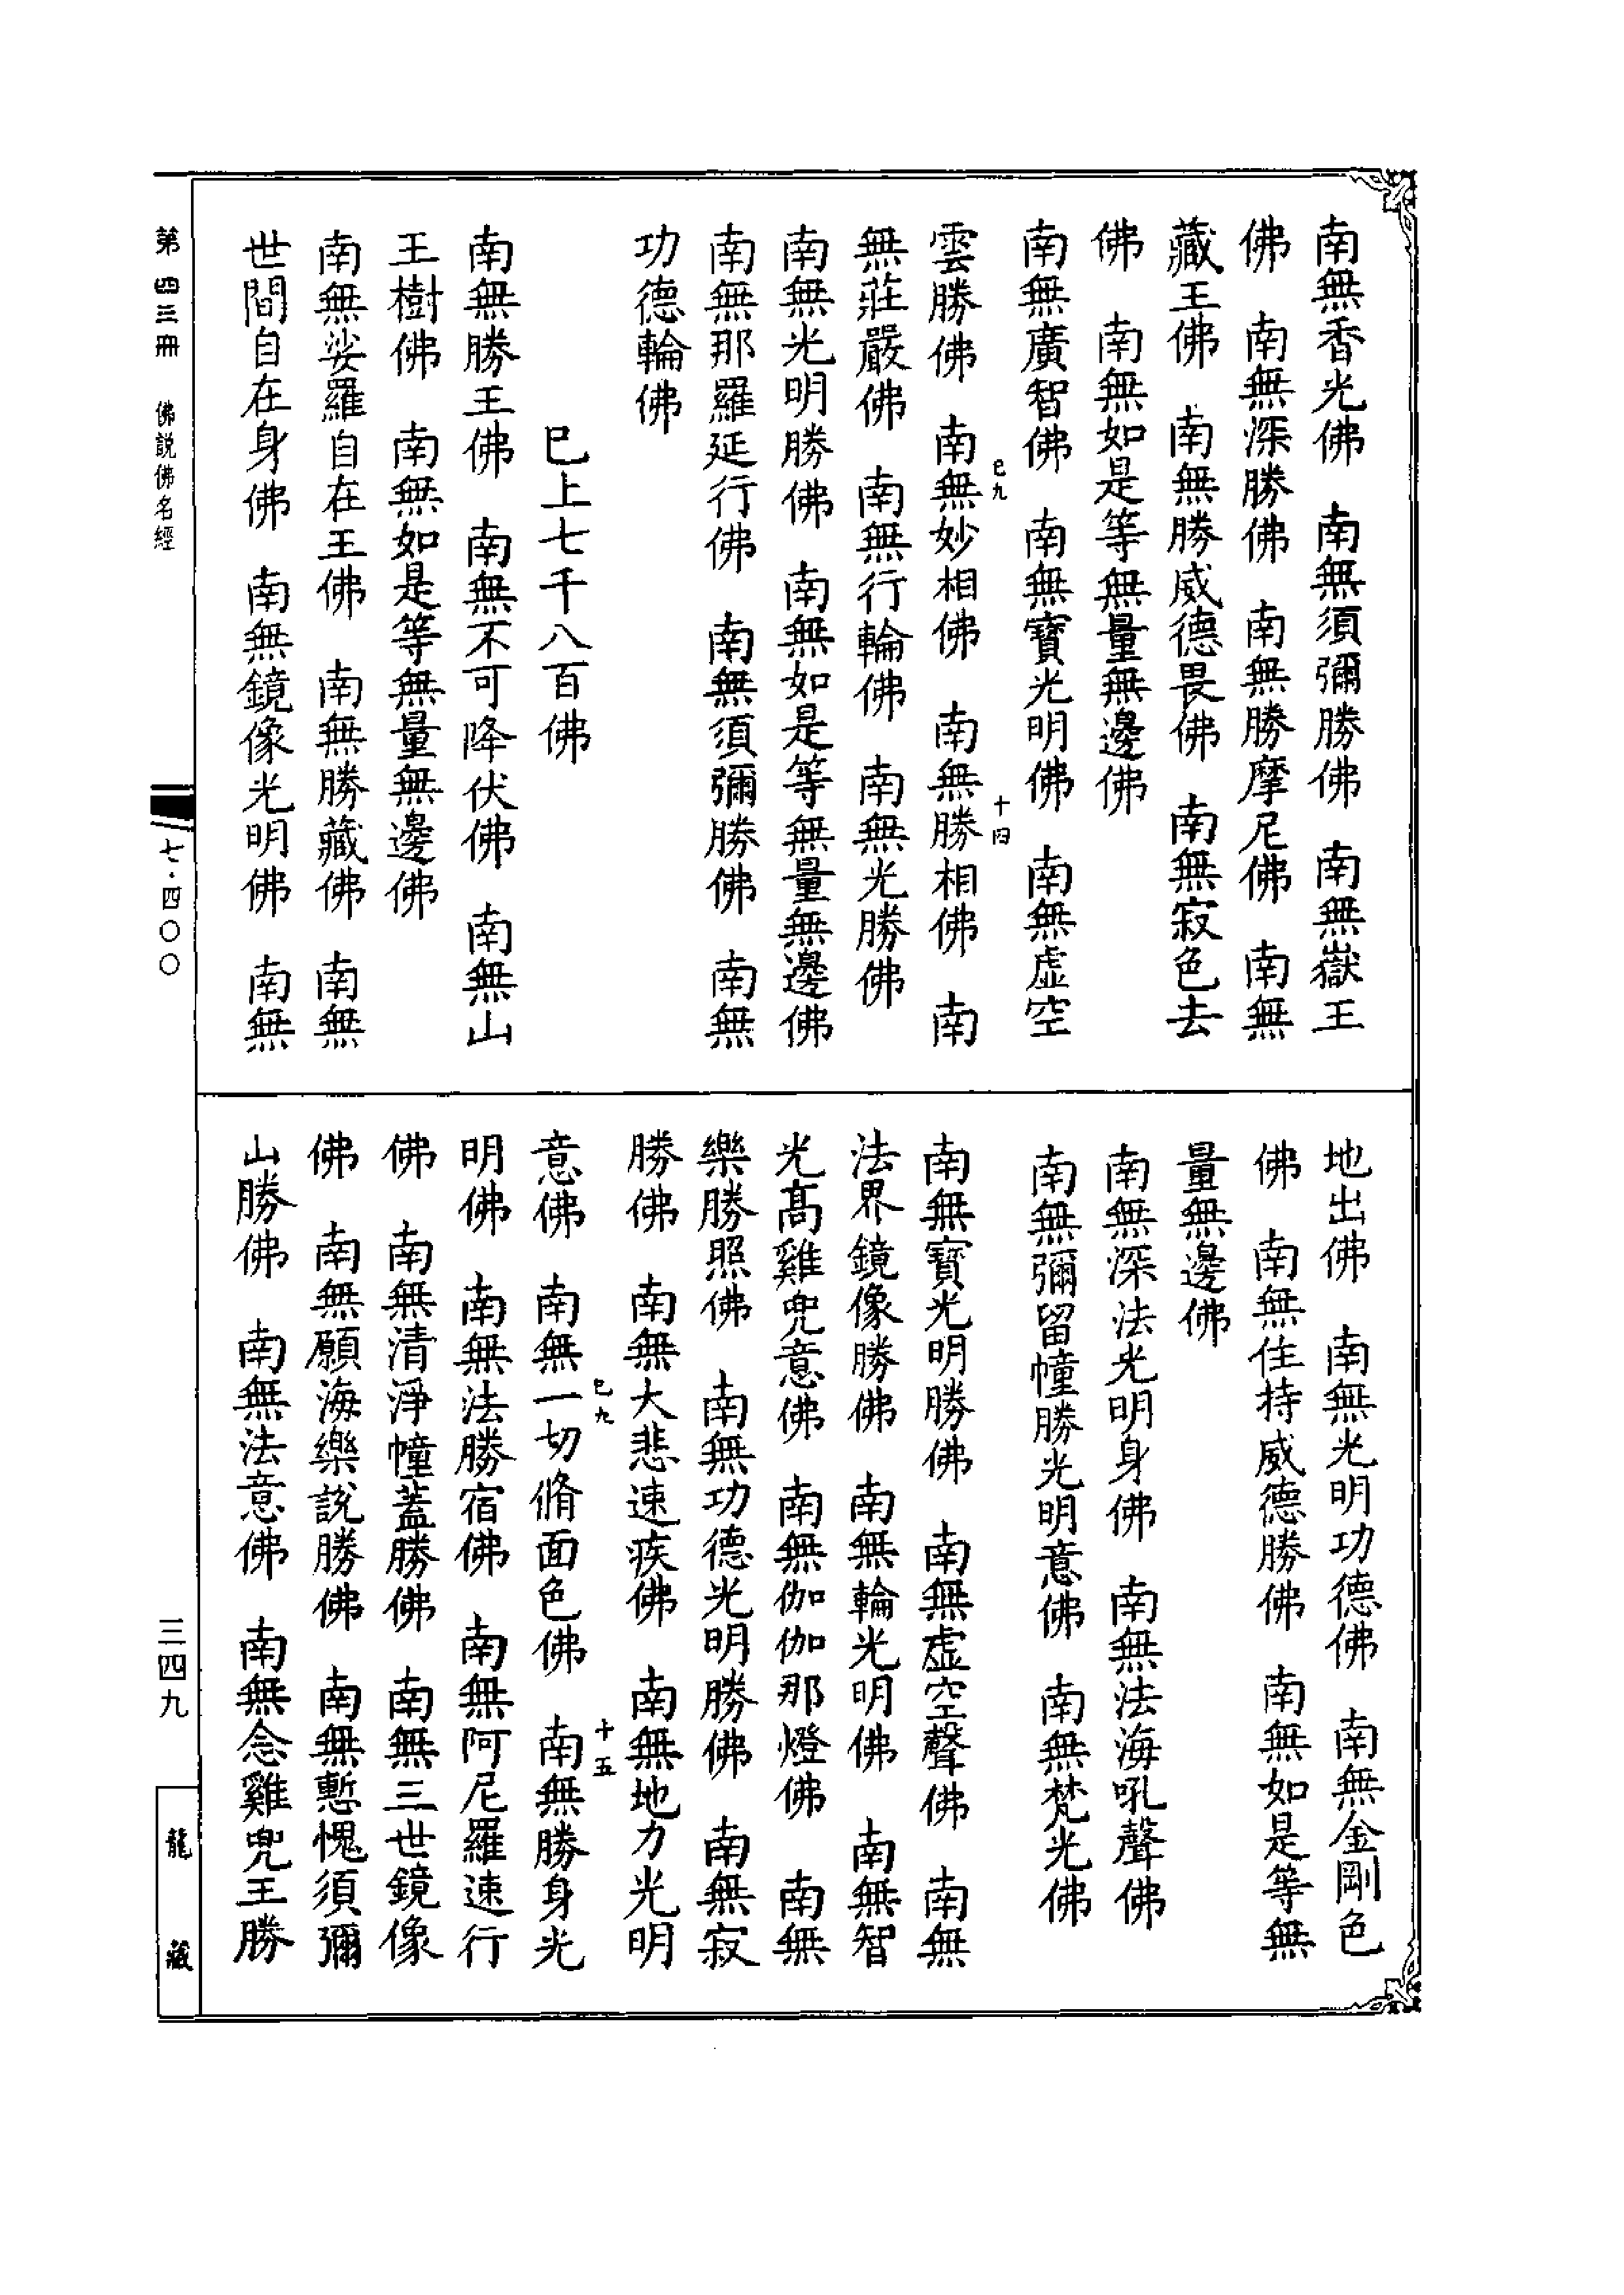 南無香光佛　南無須彌勝佛　南無嶽王
佛　南無深勝佛　南無勝摩尼佛　南無
藏王佛　南無勝威德畏佛　南無寂色去
佛　南無如是等無量無邊佛
南無廣智佛　南無寶光明佛　南無虛空
巳九　十四
雲勝佛　南無妙相佛　南無勝相佛　南
無莊嚴佛　南無行輪佛　南無光勝佛
南無光明勝佛　南無如是等無量無邊佛
南無那羅延行佛　南無須彌勝佛　南無
功德輪佛
巳上七千八百佛
南無勝王佛　南無不可降伏佛　南無山
王樹佛　南無如是等無量無邊佛
南無娑羅自在王佛　南無勝藏佛　南無
世間自在身佛　南無鏡像光明佛　南無
地出佛　南無光明功德佛　南無金剛色
佛　南無住持威德勝佛　南無如是等無
量無邊佛
南無深法光明身佛　南無法海吼聲佛
南無彌留幢勝光明意佛　南無梵光佛
南無寶光明勝佛　南無虛空聲佛　南無
法界鏡像勝佛　南無輪光明佛　南無智
光髙雞兜意佛　南無伽伽那燈佛　南無
樂勝照佛　南無功德光明勝佛　南無寂
勝佛　南無大悲速疾佛　南無地力光明
巳九　十五
意佛　南無一切脩面色佛　南無勝身光
明佛　南無法勝宿佛　南無阿尼羅速行
佛　南無清淨幢蓋勝佛　南無三世鏡像
佛　南無願海樂說勝佛　南無慙愧須彌
山勝佛　南無法意佛　南無念雞兜王勝
第四三冊　佛說佛名經
七·四〇〇
三四九
龍藏